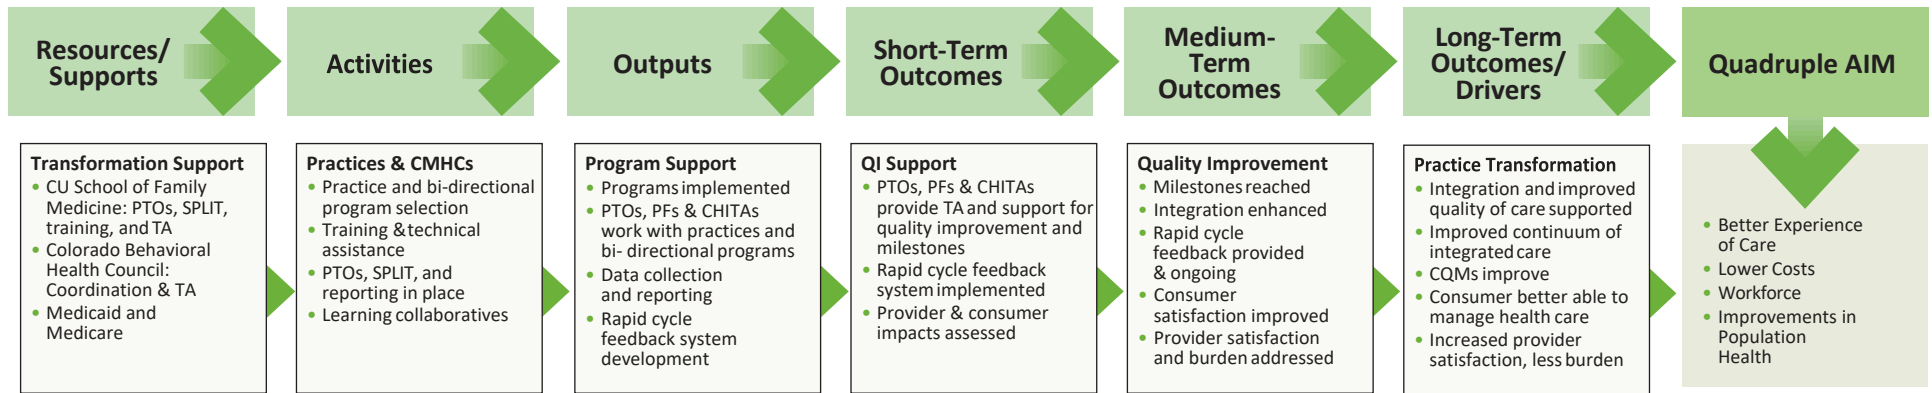 Resources/
Supports
Activities
Outputs
Short-Term
Outcomes
Medium-
Term
Outcomes
Long-Term
Outcomes/
Drivers
Quadruple AIM
Transformation Support
• CU School of Family
Medicine: PTOs, SPLIT,
training, and TA
• Colorado Behavioral
Health Council:
Coordination & TA
• Medicaid and
Medicare
Practices & CMHCs
• Practice and bi-directional
program selection
• Training & technical
assistance
• PTOs, SPLIT, and
reporting in place
• Learning collaboratives
Program Support
• Programs implemented
• PTOs, PFs & CHITAs
work with practices and
bi- directional programs
• Data collection
and reporting
• Rapid cycle
feedback system
development
QI Support
• PTOs, PFs & CHITAs
provide TA and support for
quality improvement and
milestones
• Rapid cycle feedback
system implemented
• Provider & consumer
impacts assessed
Quality Improvement
• Milestones reached
• Integration enhanced
• Rapid cycle
feedback provided
& ongoing
• Consumer
satisfaction improved
• Provider satisfaction
and burden addressed
Practice Transformation
• Integration and improved
quality of care supported
• Improved continuum of
integrated care
• CQMs improve
• Consumer better able to
manage health care
• Increased provider
satisfaction, less burden
• Better Experience
of Care
• Lower Costs
• Workforce
• Improvements in
Population
Health